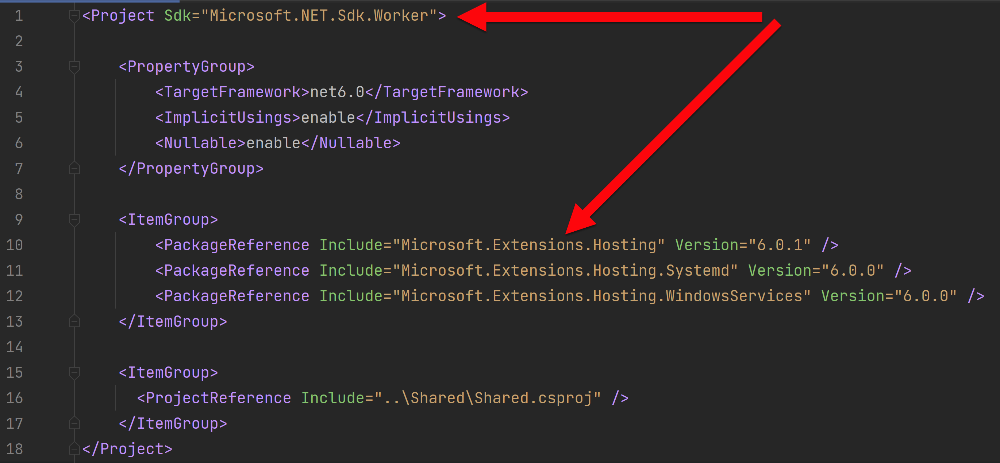 1 <Project Sdk="Microsoft.NET.Sdk.Worker">
2
3 <PropertyGroup>
4 <TargetFramework>net6.0</TargetFramework>
5 <ImplicitUsings>enable</ImplicitUsings>
6 <Nullable>enable</Nullable>
7 </PropertyGroup>
8
9 <ItemGroup>
10 <PackageReference Include="Microsoft.Extensions.Hosting" Version="6.0.1" />
11 <PackageReference Include="Microsoft.Extensions.Hosting.Systemd" Version="6.0.0" />
12 <PackageReference Include="Microsoft.Extensions.Hosting.WindowsServices" Version="6.0.0" />
13 </ItemGroup>
14
15 <ItemGroup>
16 <ProjectReference Include="..\Shared\Shared.csproj" />
17 </ItemGroup>
18 </Project>